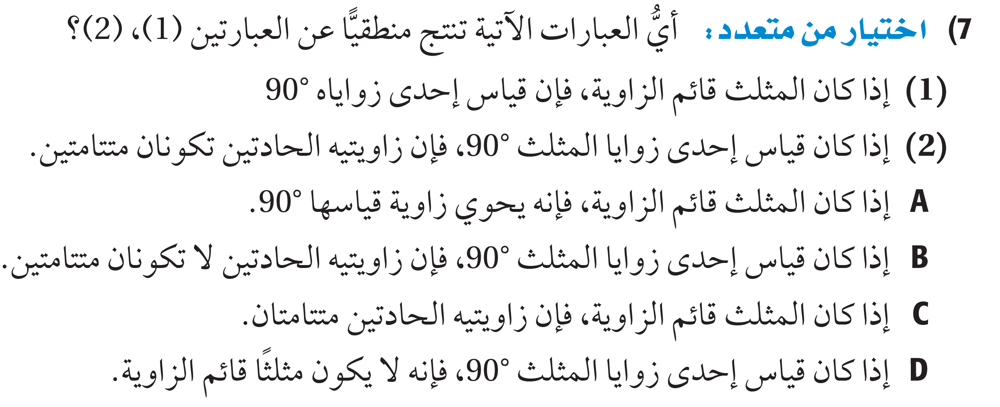 7) اختيار من متعدد: أيُّ العبارات الآتية تنتج منطقيًّا عن العبارتين (1)، (2)؟
(1) إذا كان المثلث قائم الزاوية، فإن قياس إحدى زواياه 90°
(2) إذا كان قياس إحدى زوايا المثلث 90°، فإن زاويتيه الحادتين تكونان متتامتين.
A إذا كان المثلث قائم الزاوية، فإنه يحوي زاوية قياسها 90°.
B إذا كان قياس إحدى زوايا المثلث 90°، فإن زاويتيه الحادتين لا تكونان متتامتين.
C إذا كان المثلث قائم الزاوية، فإن زاويتيه الحادتين متتامتان.
D إذا كان قياس إحدى زوايا المثلث 90°، فإنه لا يكون مثلثًا قائم الزاوية.